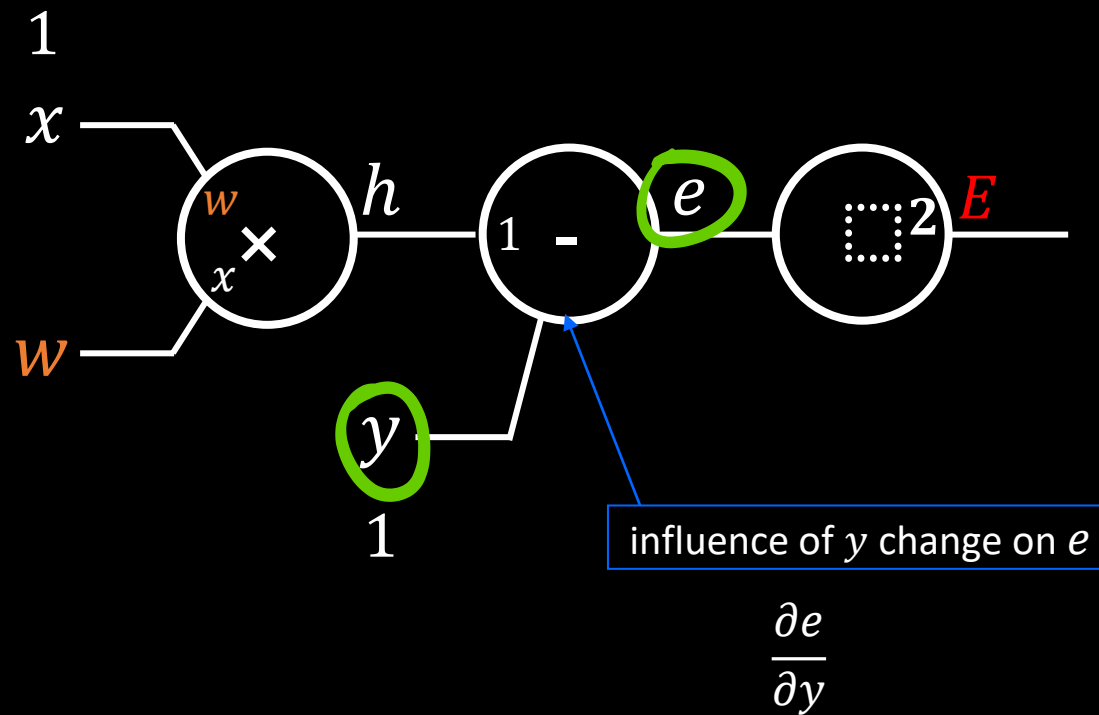 1
x
w
x ×
w
h
1 -
e
2
E
y
1
influence of y change on e
∂e
∂y